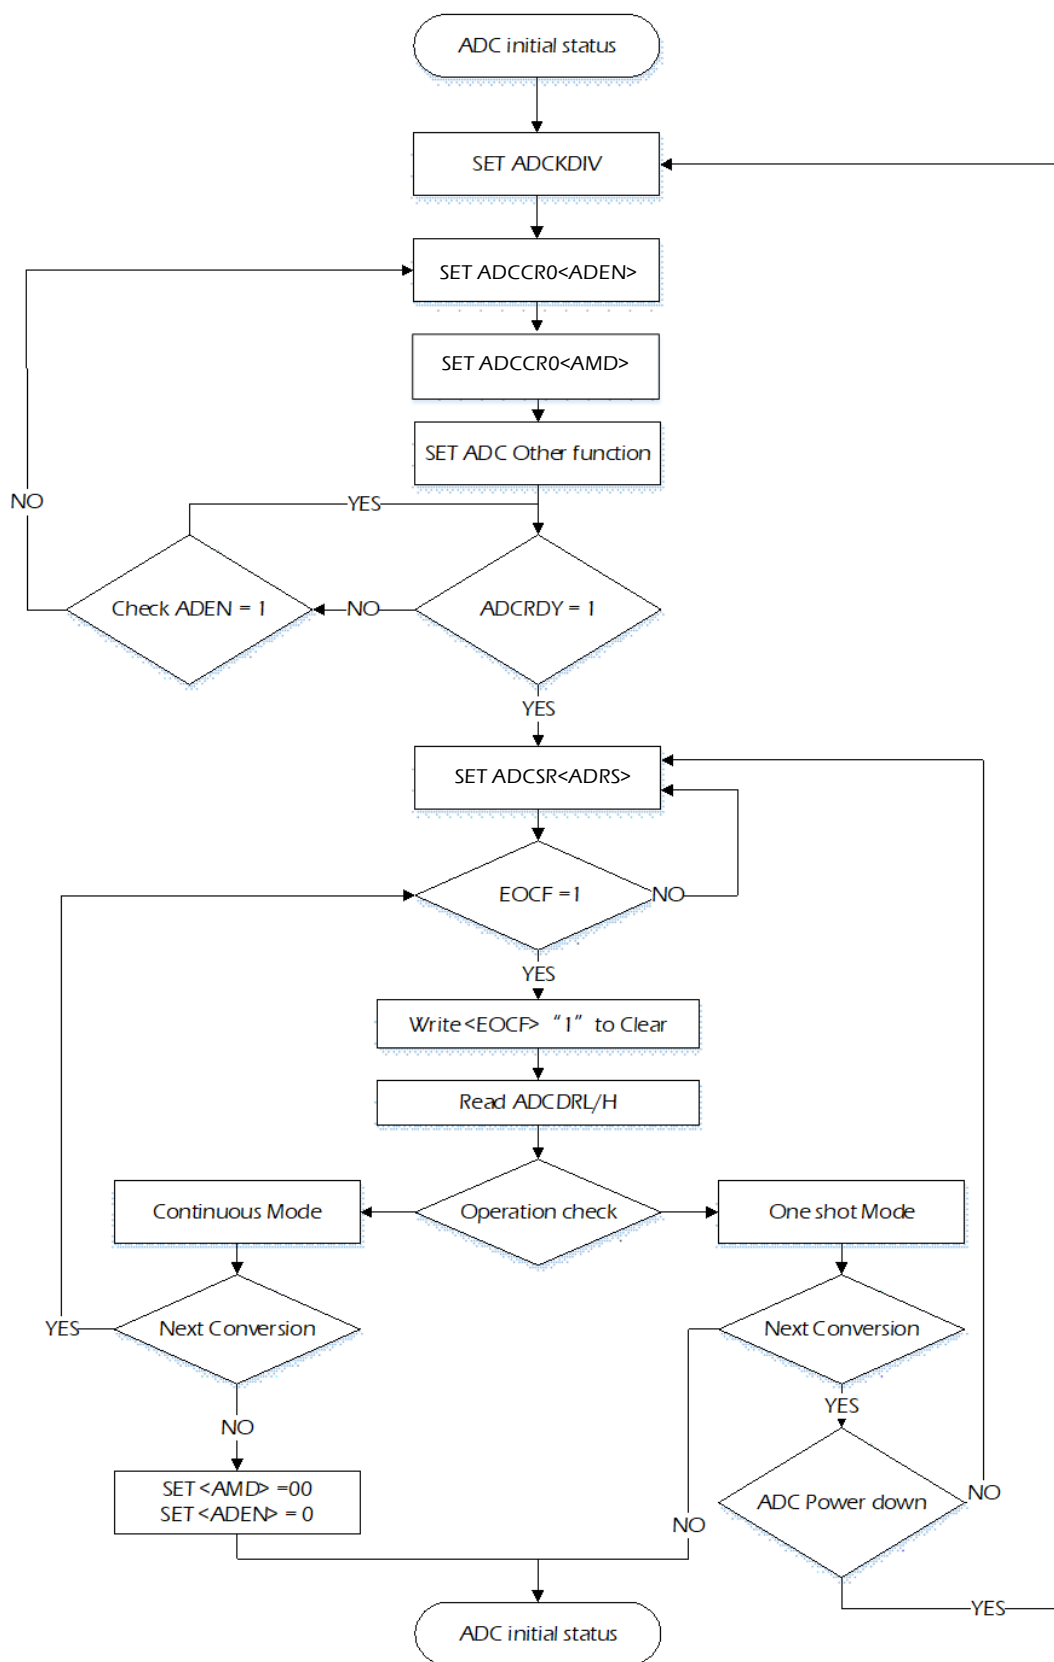 ADC initial status
SET ADCKDIV
SET ADCCR0<ADEN>
SET ADCCR0<AMD>
SET ADC Other function
NO
YES
Check ADEN = 1
NO
ADCRDY = 1
YES
SET ADCSR<ADRS>
EOCF =1
NO
YES
Write<EOCF> “1” to Clear
Read ADCDRL/H
Continuous Mode
Operation check
One shot Mode
YES
Next Conversion
Next Conversion
NO
YES
SET<AMD> =00
SET<ADEN> = 0
NO
ADC Power down
NO
YES
ADC initial status